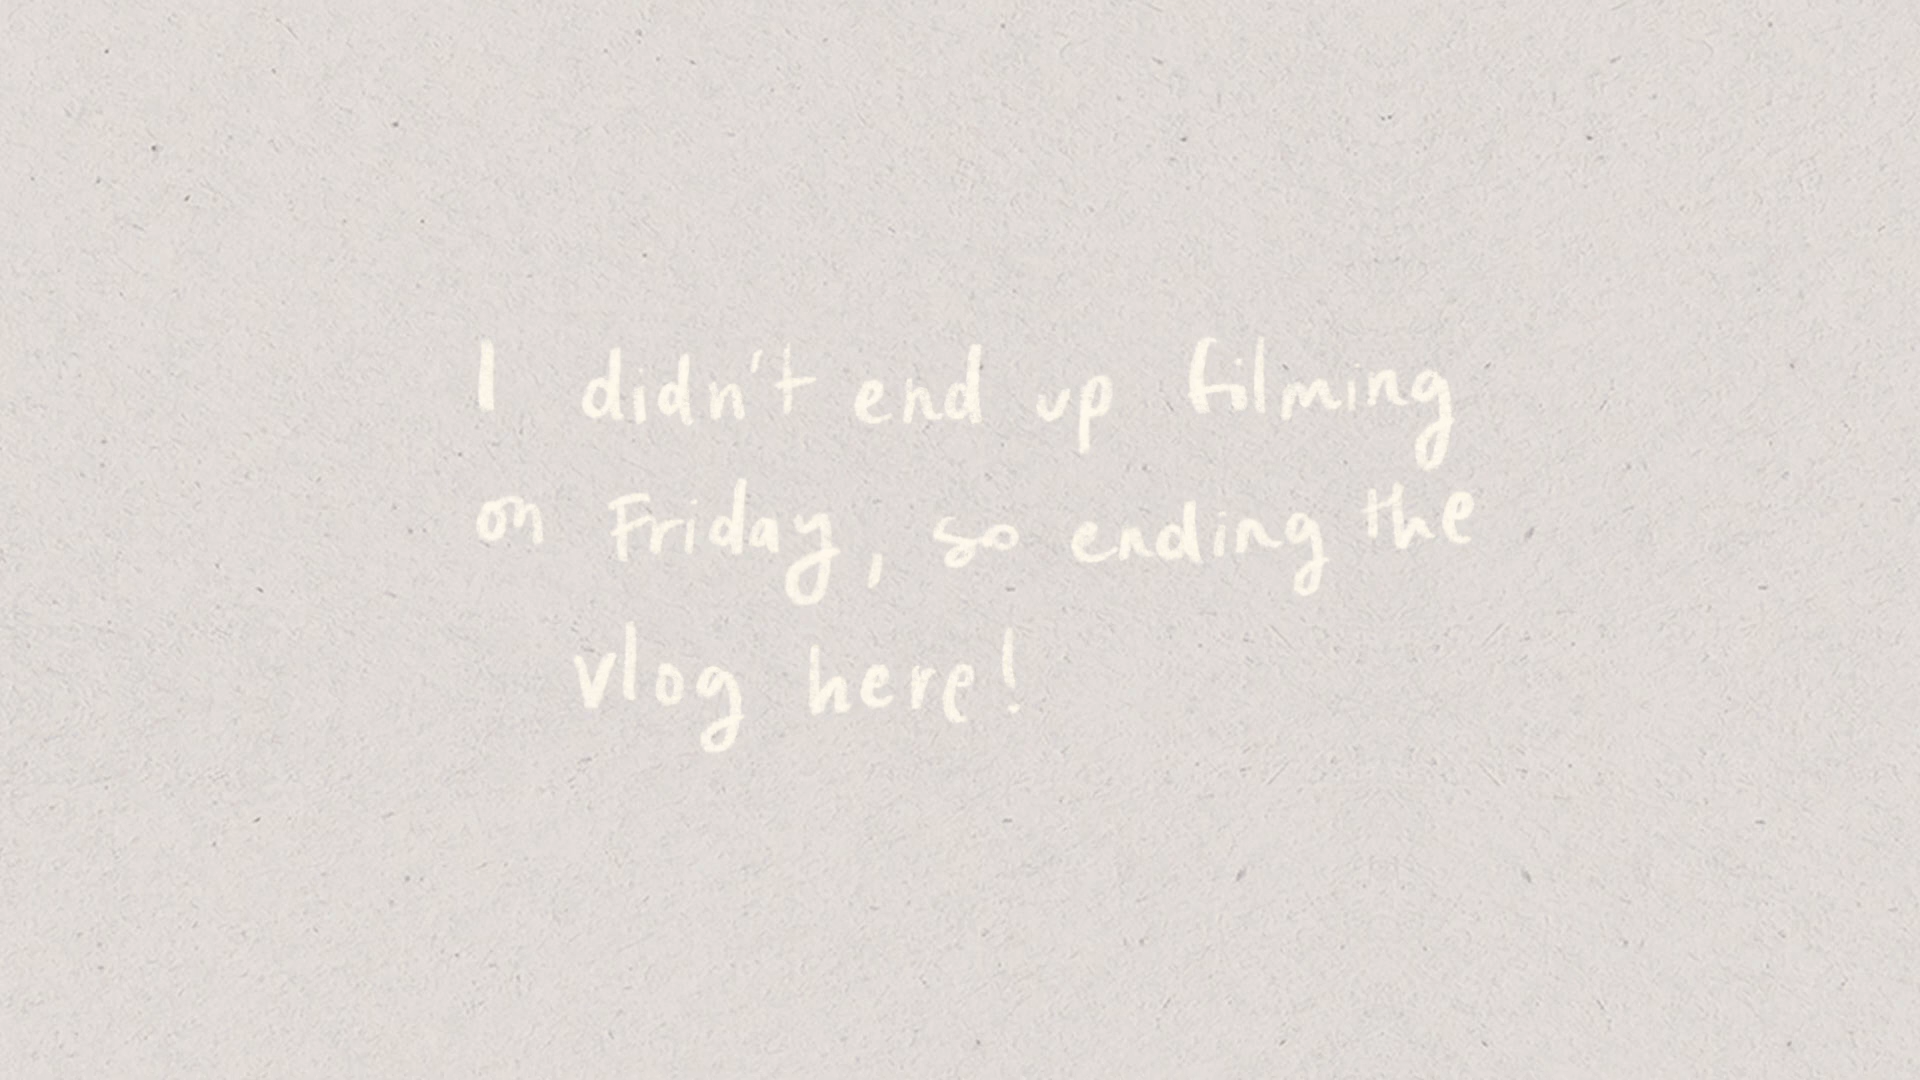 I didn't end up filming
on Friday, so ending the
vlog here!